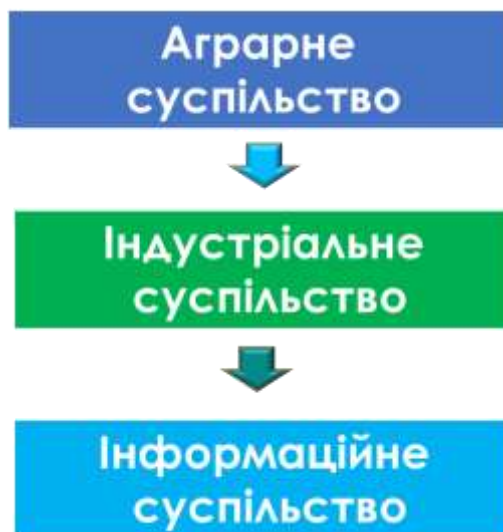 Аграрне
суспільство
Індустріальне
суспільство
Інформаційне
суспільство